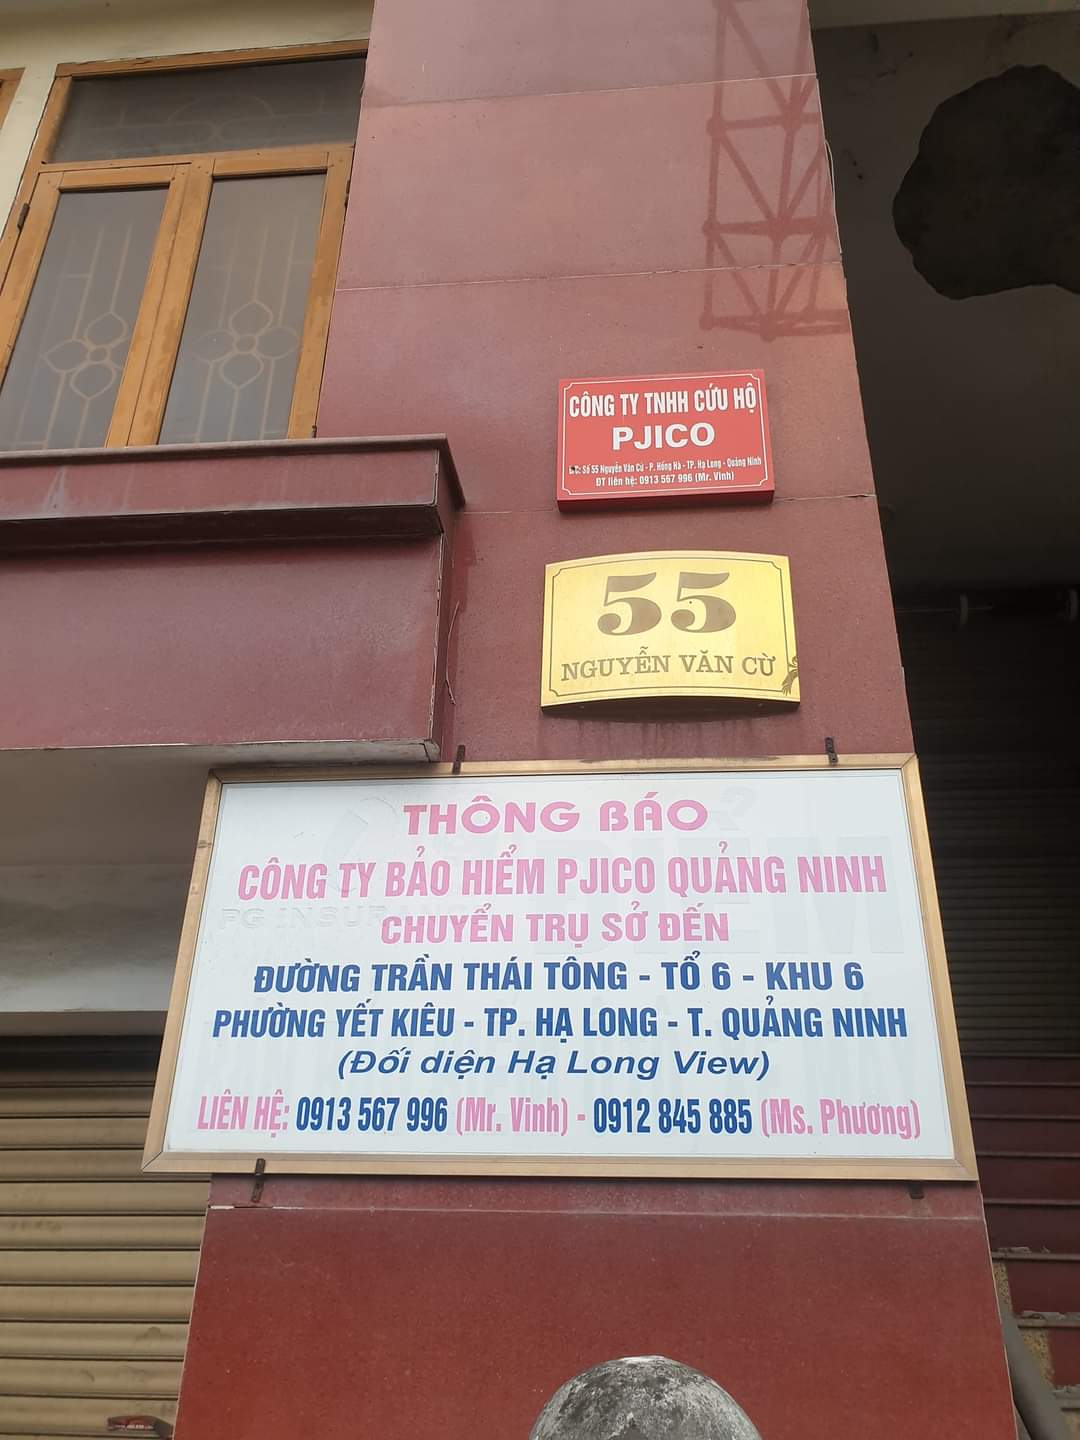 CÔNG TY TNHH CỨU HỘ
PJICO
Số 55 Nguyễn Văn Cừ - P. Hồng Hà - TP. Hạ Long - Quảng Ninh
ĐT liên hệ: 0913 567 996 (Mr. Vinh)
55
NGUYỄN VĂN CỪ
THÔNG BÁO
CÔNG TY BẢO HIỂM PJICO QUẢNG NINH
CHUYỂN TRỤ SỞ ĐẾN
ĐƯỜNG TRẦN THÁI TÔNG - TỔ 6 - KHU 6
PHƯỜNG YẾT KIÊU - TP. HẠ LONG - T. QUẢNG NINH
(Đối diện Hạ Long View)
LIÊN HỆ: 0913 567 996 (Mr. Vinh) - 0912 845 885 (Ms. Phương)